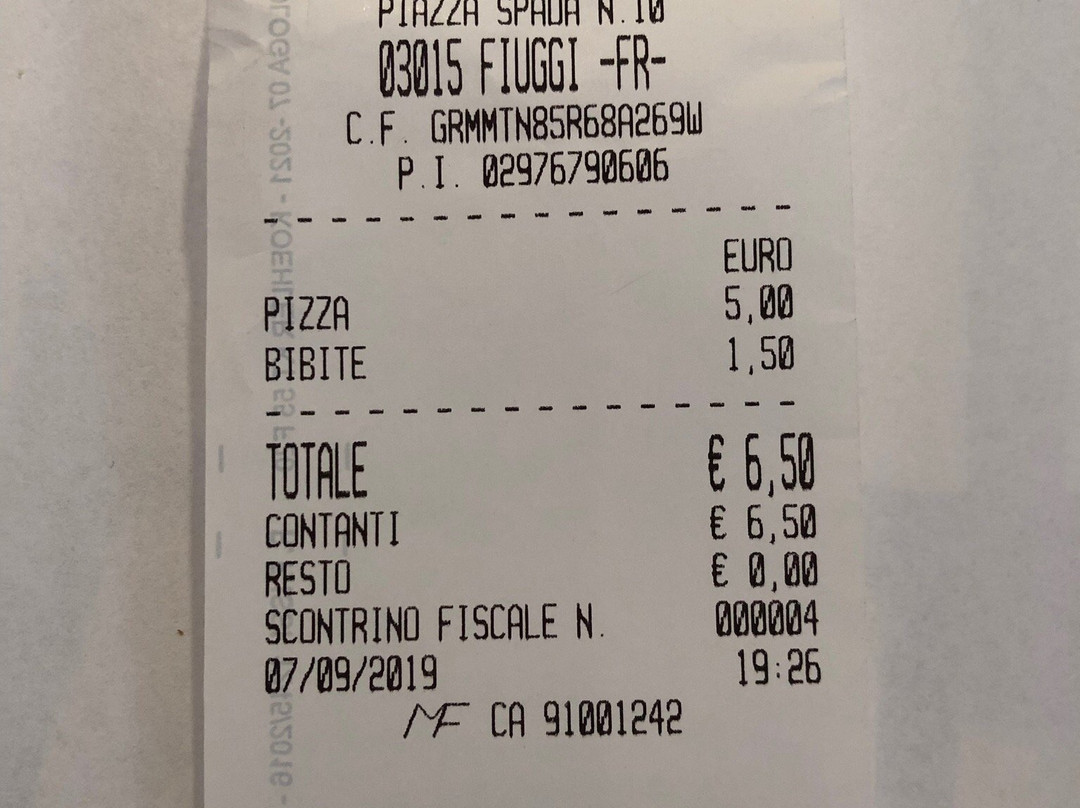 PIAZZA SPADA N.10
03015 FIUGGI -FR-
C.F. GRMMTN85R68A269W
P.I. 02976790606
EURO
PIZZA 5,00
BIBITE 1,50
TOTALE € 6,50
CONTANTI € 6,50
RESTO € 0,00
SCONTRINO FISCALE N. 000004
07/09/2019 19:26
MF CA 91001242